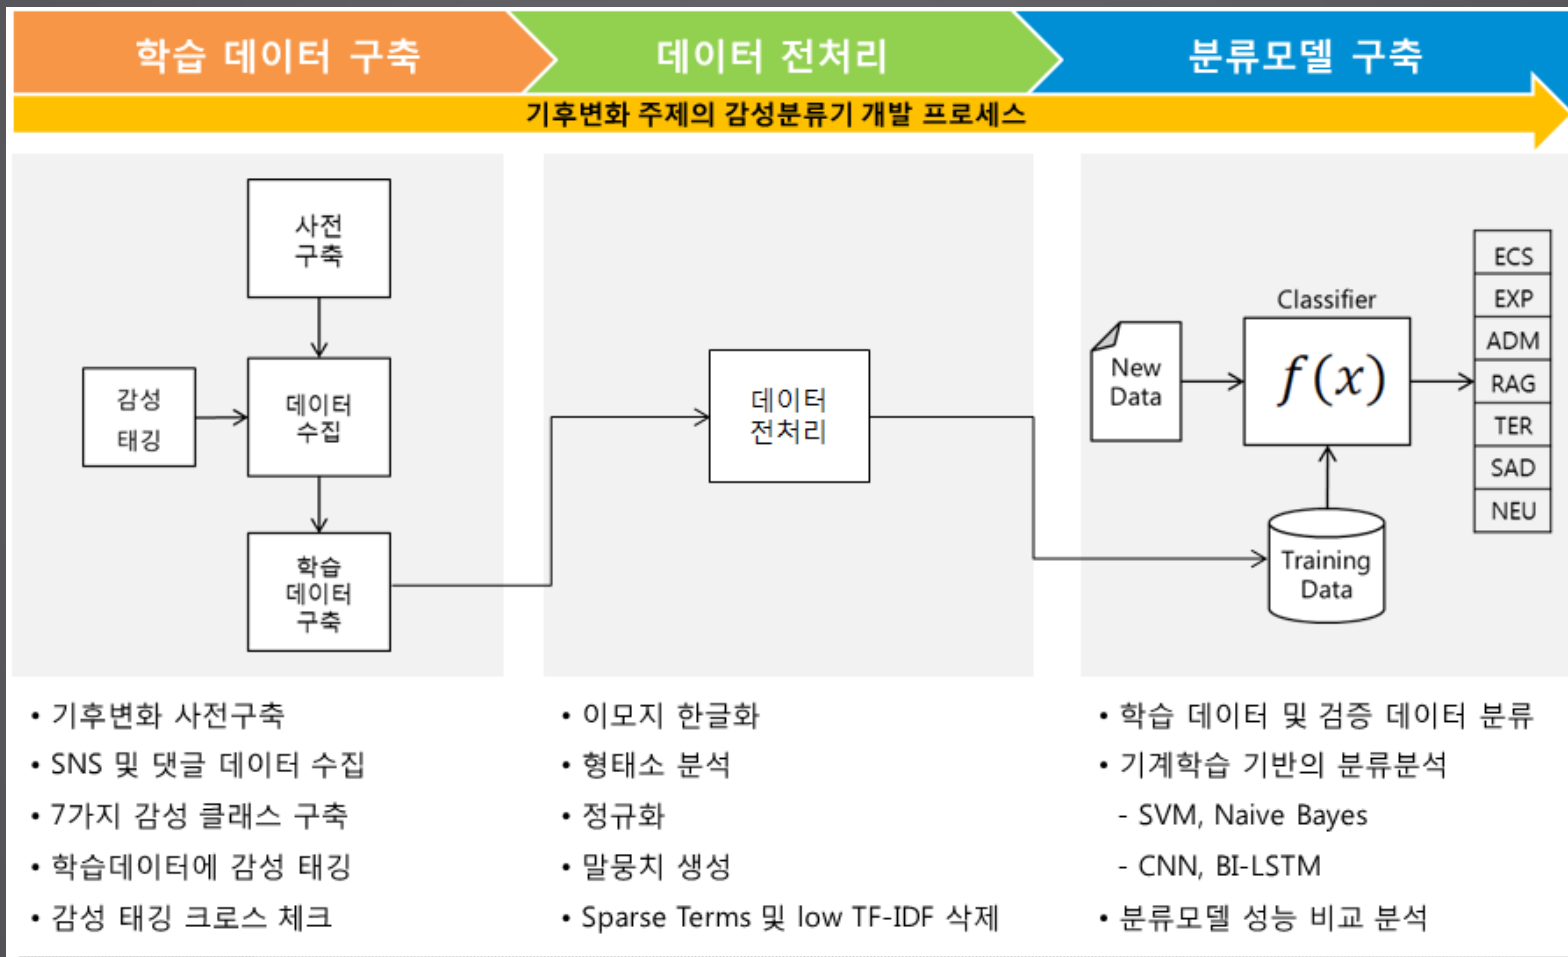 학습 데이터 구축
데이터 전처리
분류모델 구축
기후변화 주제의 감성분류기 개발 프로세스
사전
구축
감성
태깅
데이터
수집
학습
데이터
구축
데이터
전처리
New
Data
Classifier
f(x)
Training
Data
ECS
EXP
ADM
RAG
TER
SAD
NEU
• 기후변화 사전구축
• SNS 및 댓글 데이터 수집
• 7가지 감성 클래스 구축
• 학습데이터에 감성 태깅
• 감성 태깅 크로스 체크
• 이모지 한글화
• 형태소 분석
• 정규화
• 말뭉치 생성
• Sparse Terms 및 low TF-IDF 삭제
• 학습 데이터 및 검증 데이터 분류
• 기계학습 기반의 분류분석
- SVM, Naive Bayes
- CNN, BI-LSTM
• 분류모델 성능 비교 분석